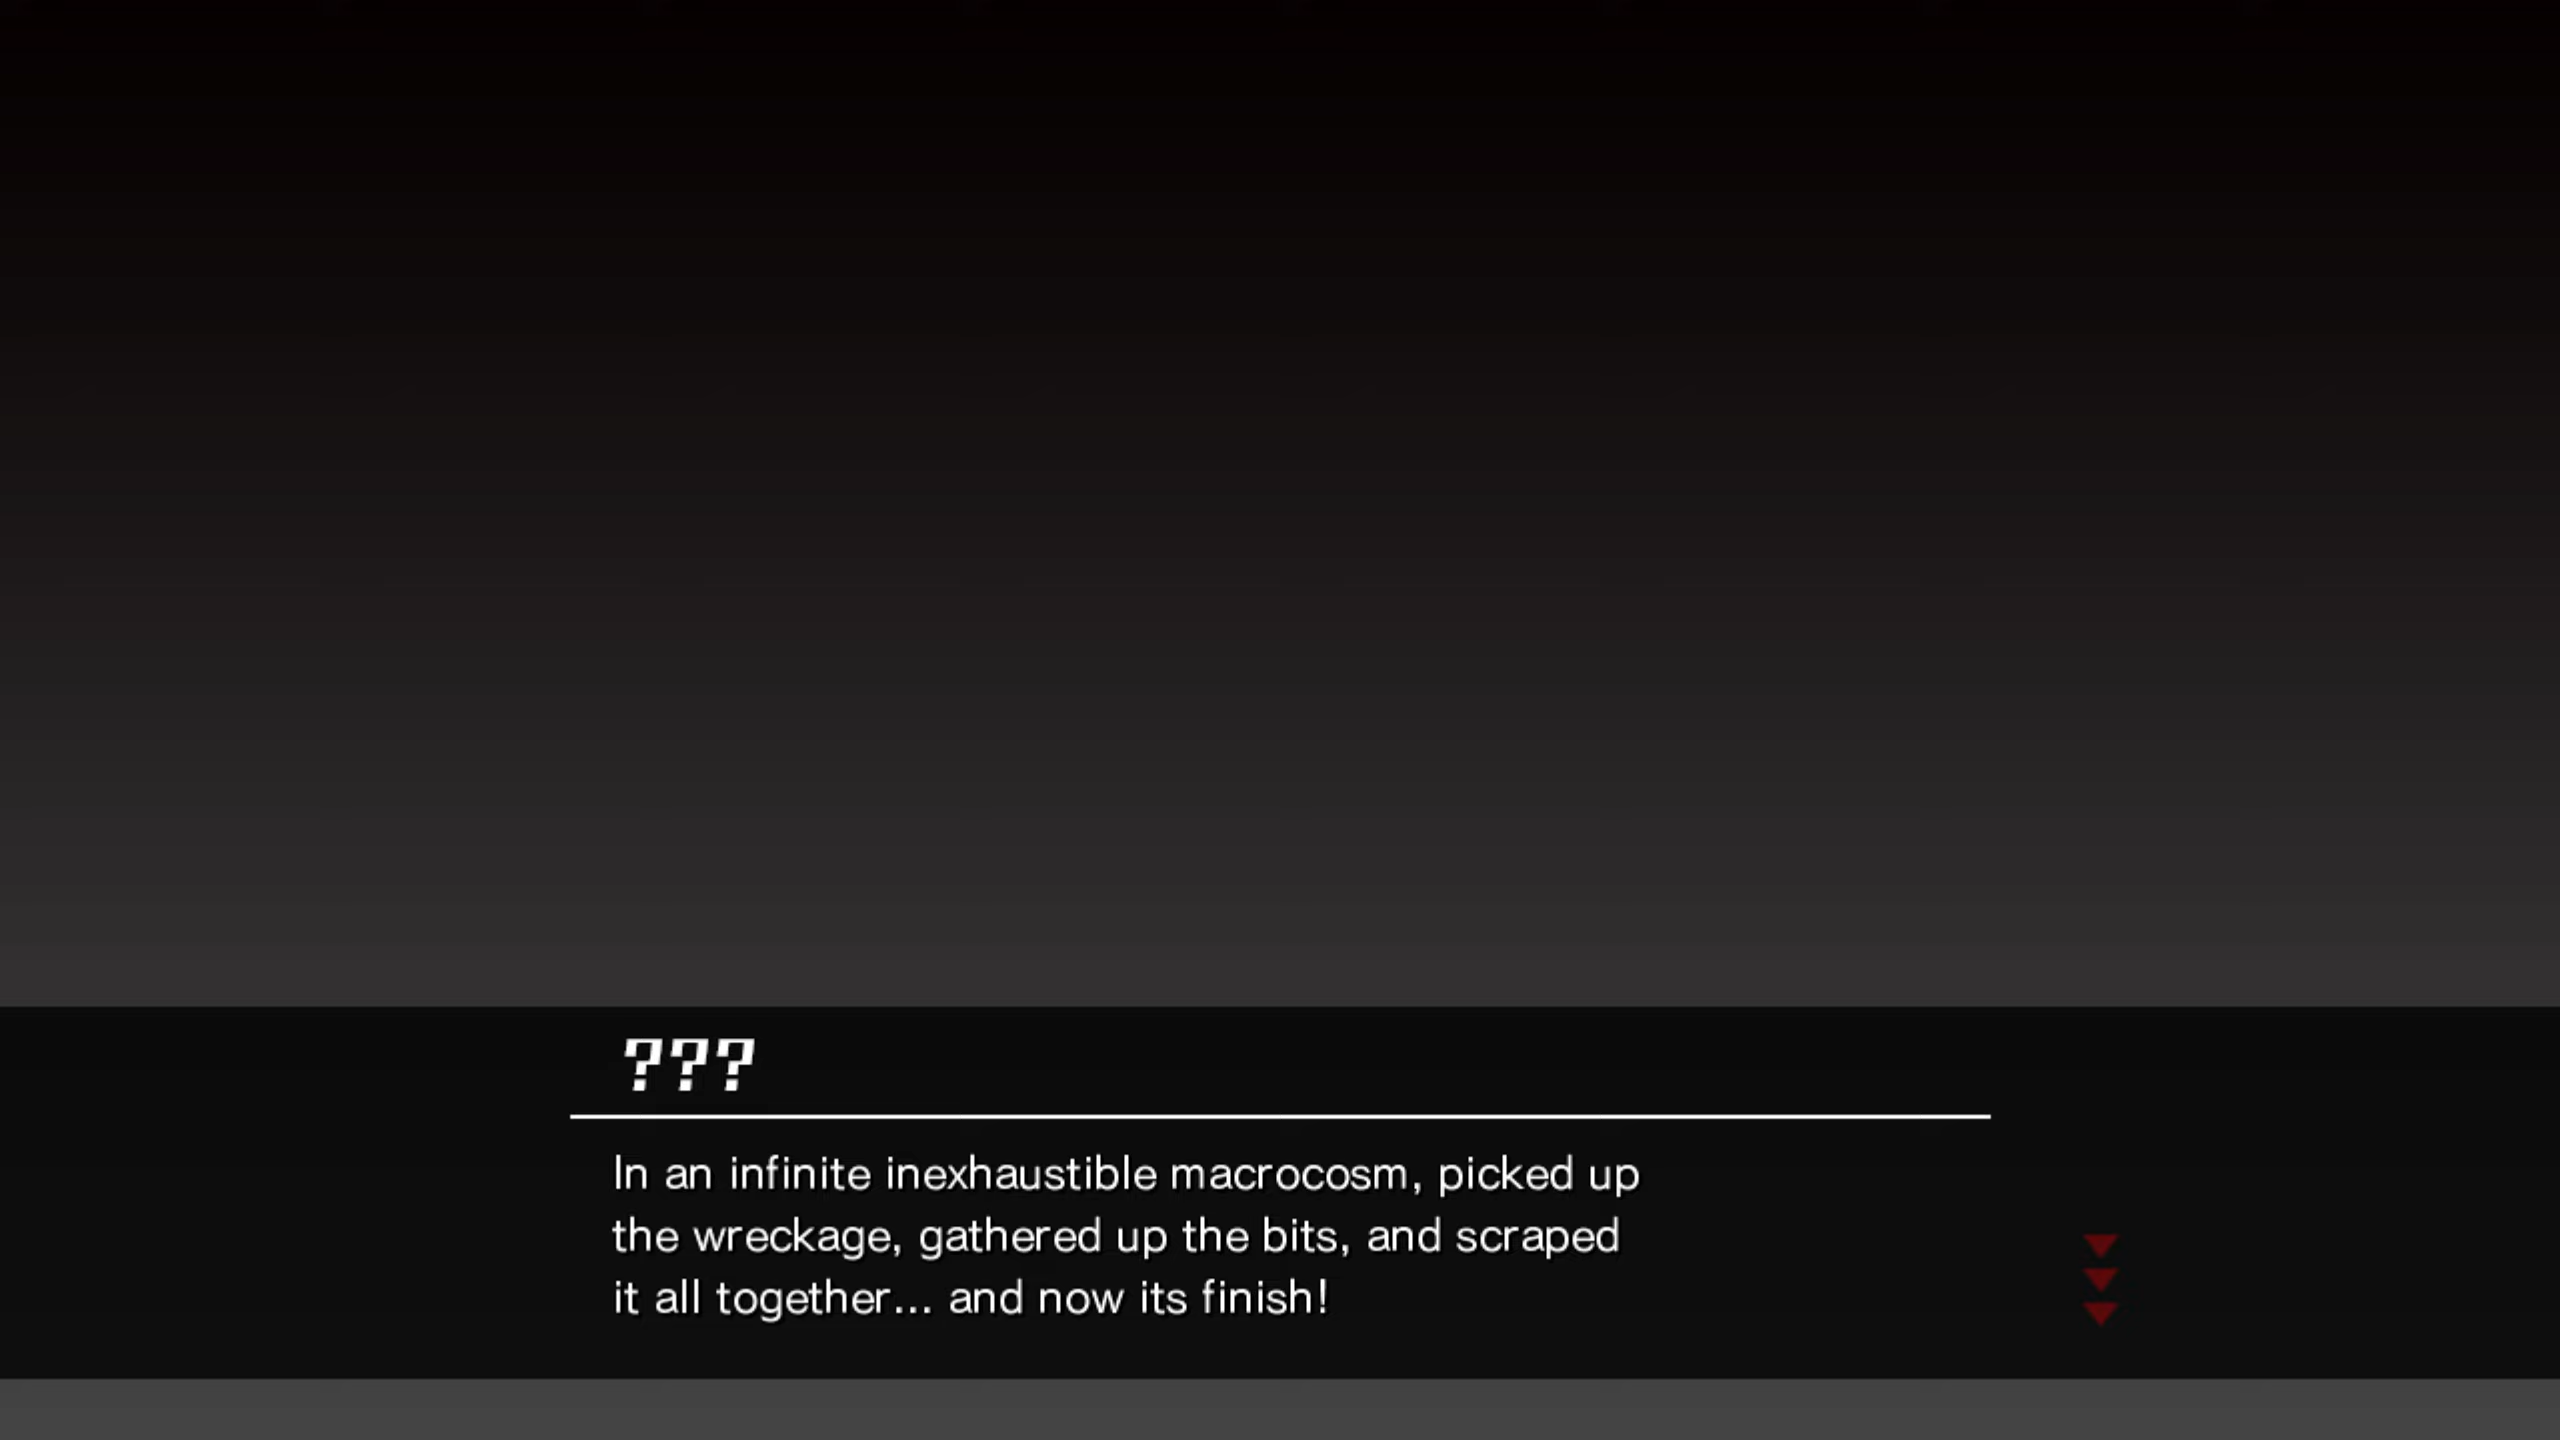 ???
In an infinite inexhaustible macrocosm, picked up
the wreckage, gathered up the bits, and scraped
it all together... and now its finish!